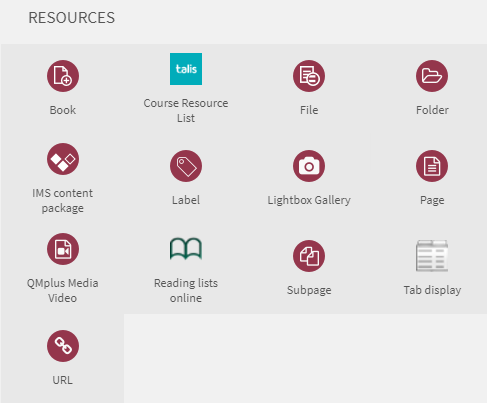 RESOURCES
talis
Book
Course Resource
List
File
Folder
IMS content
package
Label
Lightbox Gallery
Page
QMplus Media
Video
Reading lists
online
Subpage
Tab display
URL